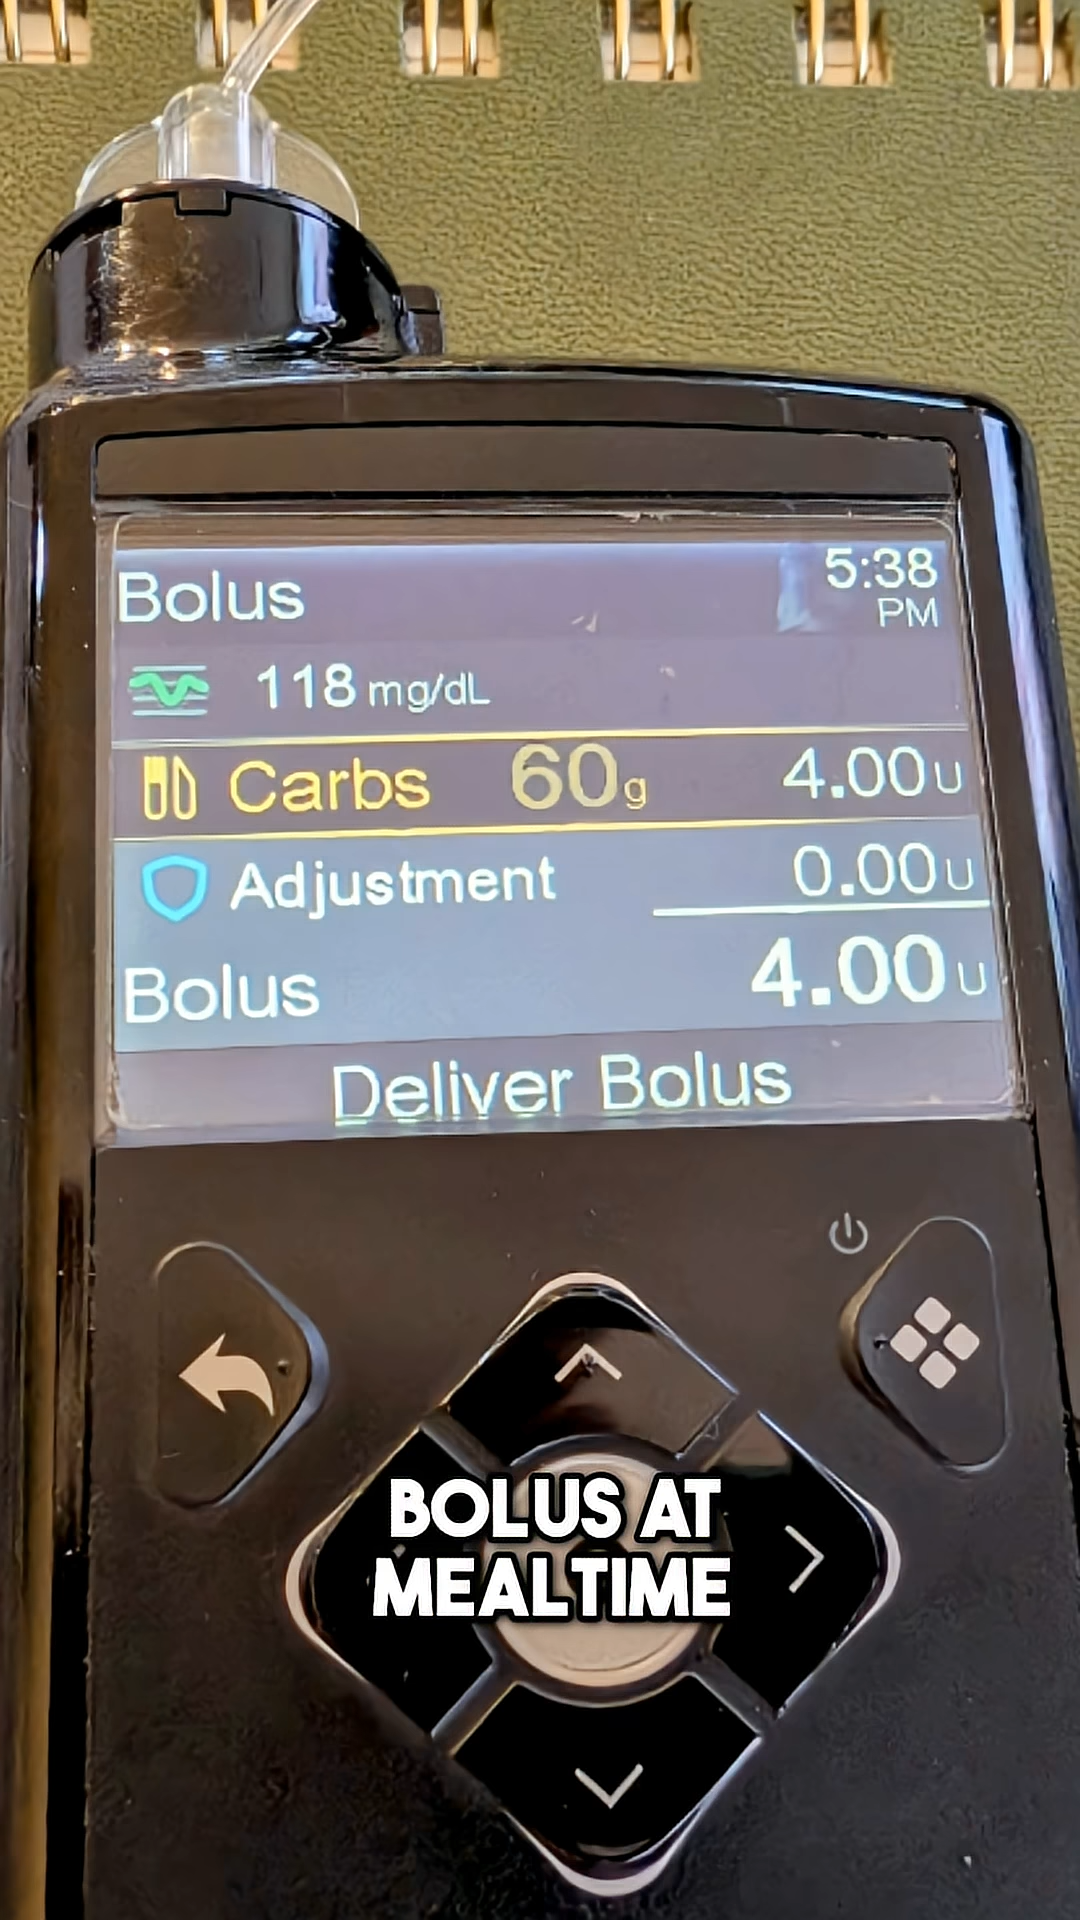 Bolus 5:38
PM
118 mg/dL
Carbs 60g 4.00u
Adjustment 0.00u
Bolus 4.00u
Deliver Bolus
BOLUS AT
MEALTIME